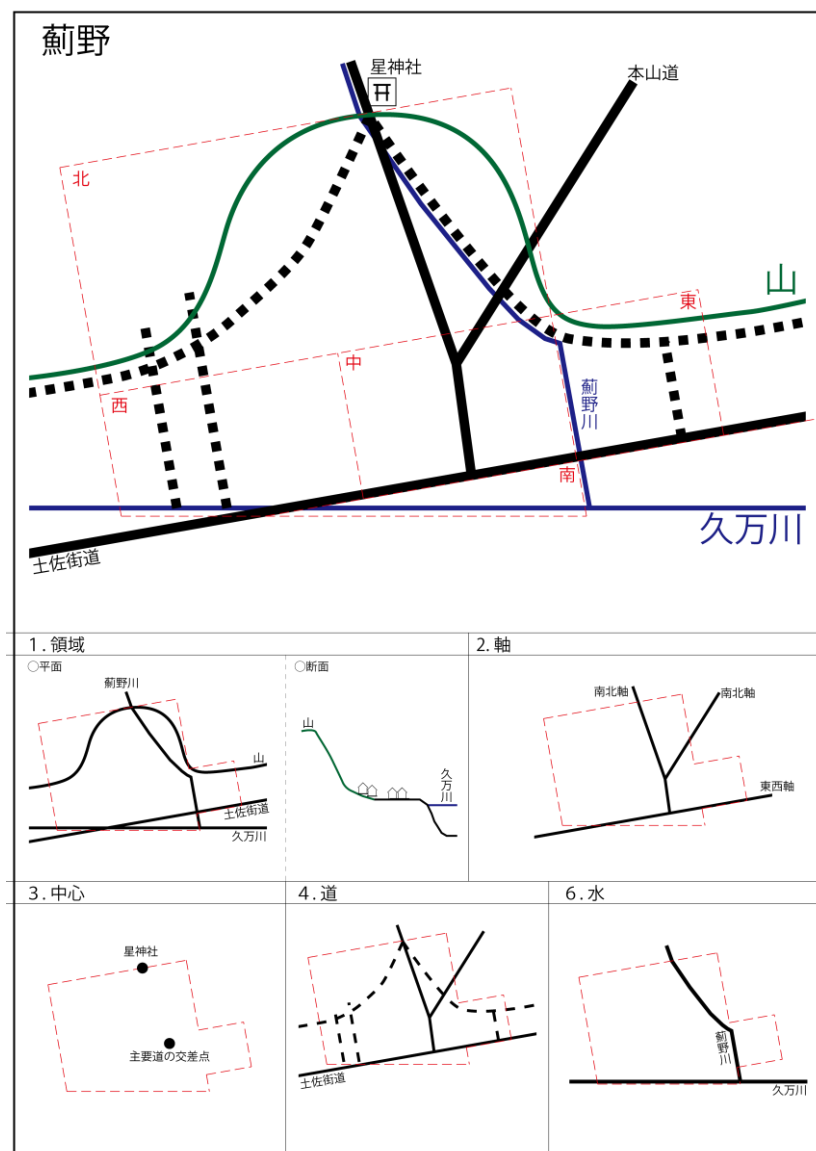 薊野
星神社
本山道
北
山
東
中
西
薊野川
南
久万川
土佐街道
1.領域
2.軸
○平面
薊野川
山
土佐街道
久万川
○断面
山
久万川
南北軸
南北軸
東西軸
3.中心
4.道
6.水
星神社
主要道の交差点
土佐街道
薊野川
久万川